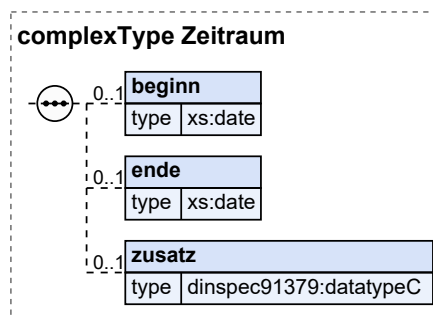 complexType Zeitraum
0..1 beginn
type xs:date
0..1 ende
type xs:date
0..1 zusatz
type dinspec91379:datatypeC